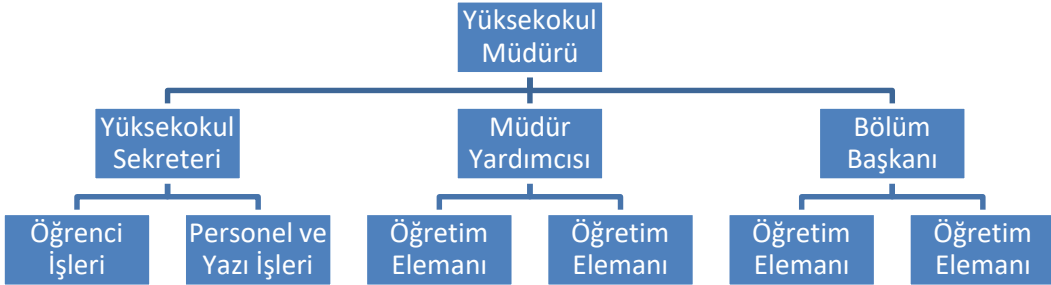 Yüksekokul
Müdürü
Yüksekokul
Sekreteri
Müdür
Yardımcısı
Bölüm
Başkanı
Öğrenci
İşleri
Personel ve
Yazı İşleri
Öğretim
Elemanı
Öğretim
Elemanı
Öğretim
Elemanı
Öğretim
Elemanı